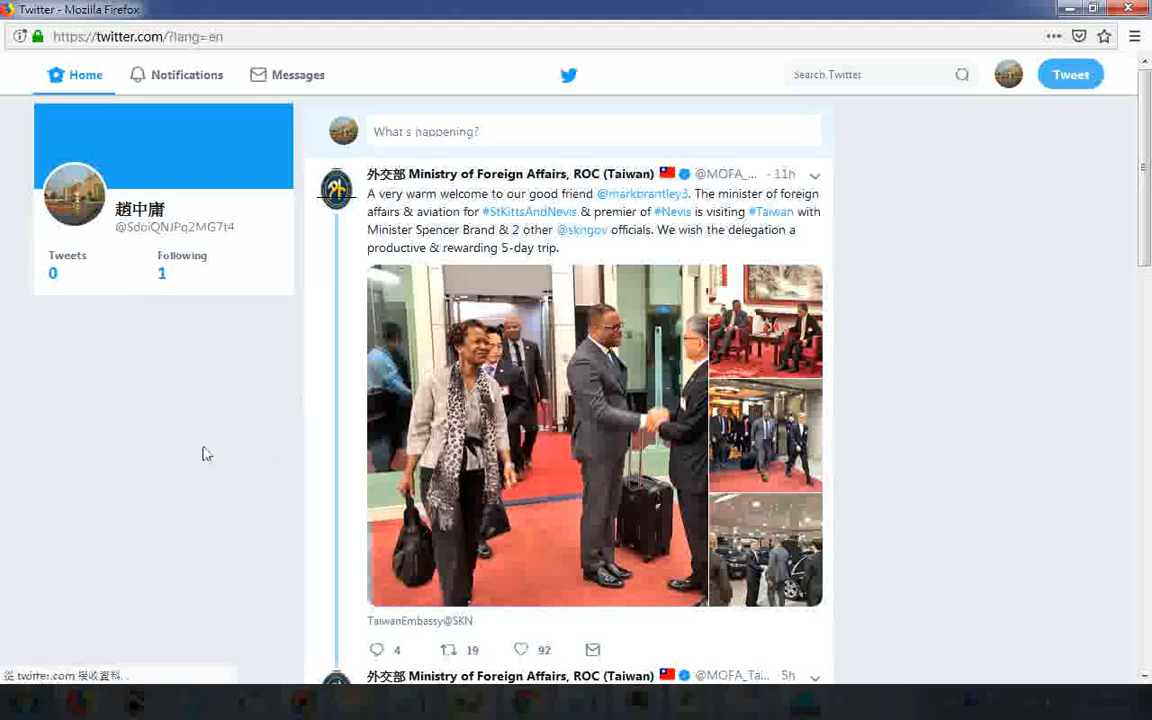 Twitter - Mozilla Firefox
https://twitter.com/?lang=en
Home Notifications Messages Search Twitter Tweet
What's happening?
外交部 Ministry of Foreign Affairs, ROC (Taiwan) @MOFA_... - 11h
A very warm welcome to our good friend @markbrantley3. The minister of foreign
affairs & aviation for #StKittsAndNevis & premier of #Nevis is visiting #Taiwan with
Minister Spencer Brand & 2 other @skngov officials. We wish the delegation a
productive & rewarding 5-day trip.
趙中庸
@SdoiQNJPq2MG7t4
Tweets Following
0 1
TaiwanEmbassy@SKN
4 19 92
外交部 Ministry of Foreign Affairs, ROC (Taiwan) @MOFA_Tai... 5h
從 twitter.com 接收資料...